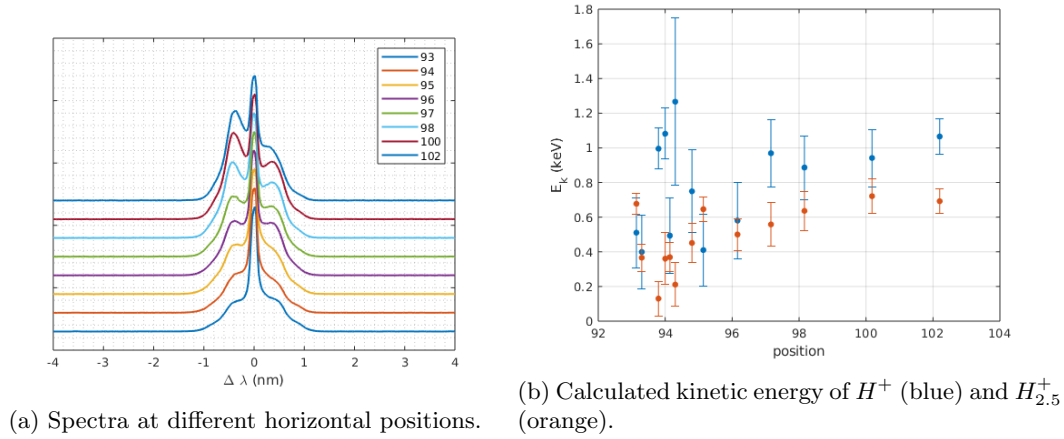 93
94
95
96
97
98
100
102
-4 -3 -2 -1 0 1 2 3 4
Δ λ (nm)
(a) Spectra at different horizontal positions.
1.8
1.6
1.4
1.2
1
0.8
0.6
0.4
0.2
0
E_k (keV)
92 94 96 98 100 102 104
position
(b) Calculated kinetic energy of H⁺ (blue) and H₂.₅⁺
(orange).